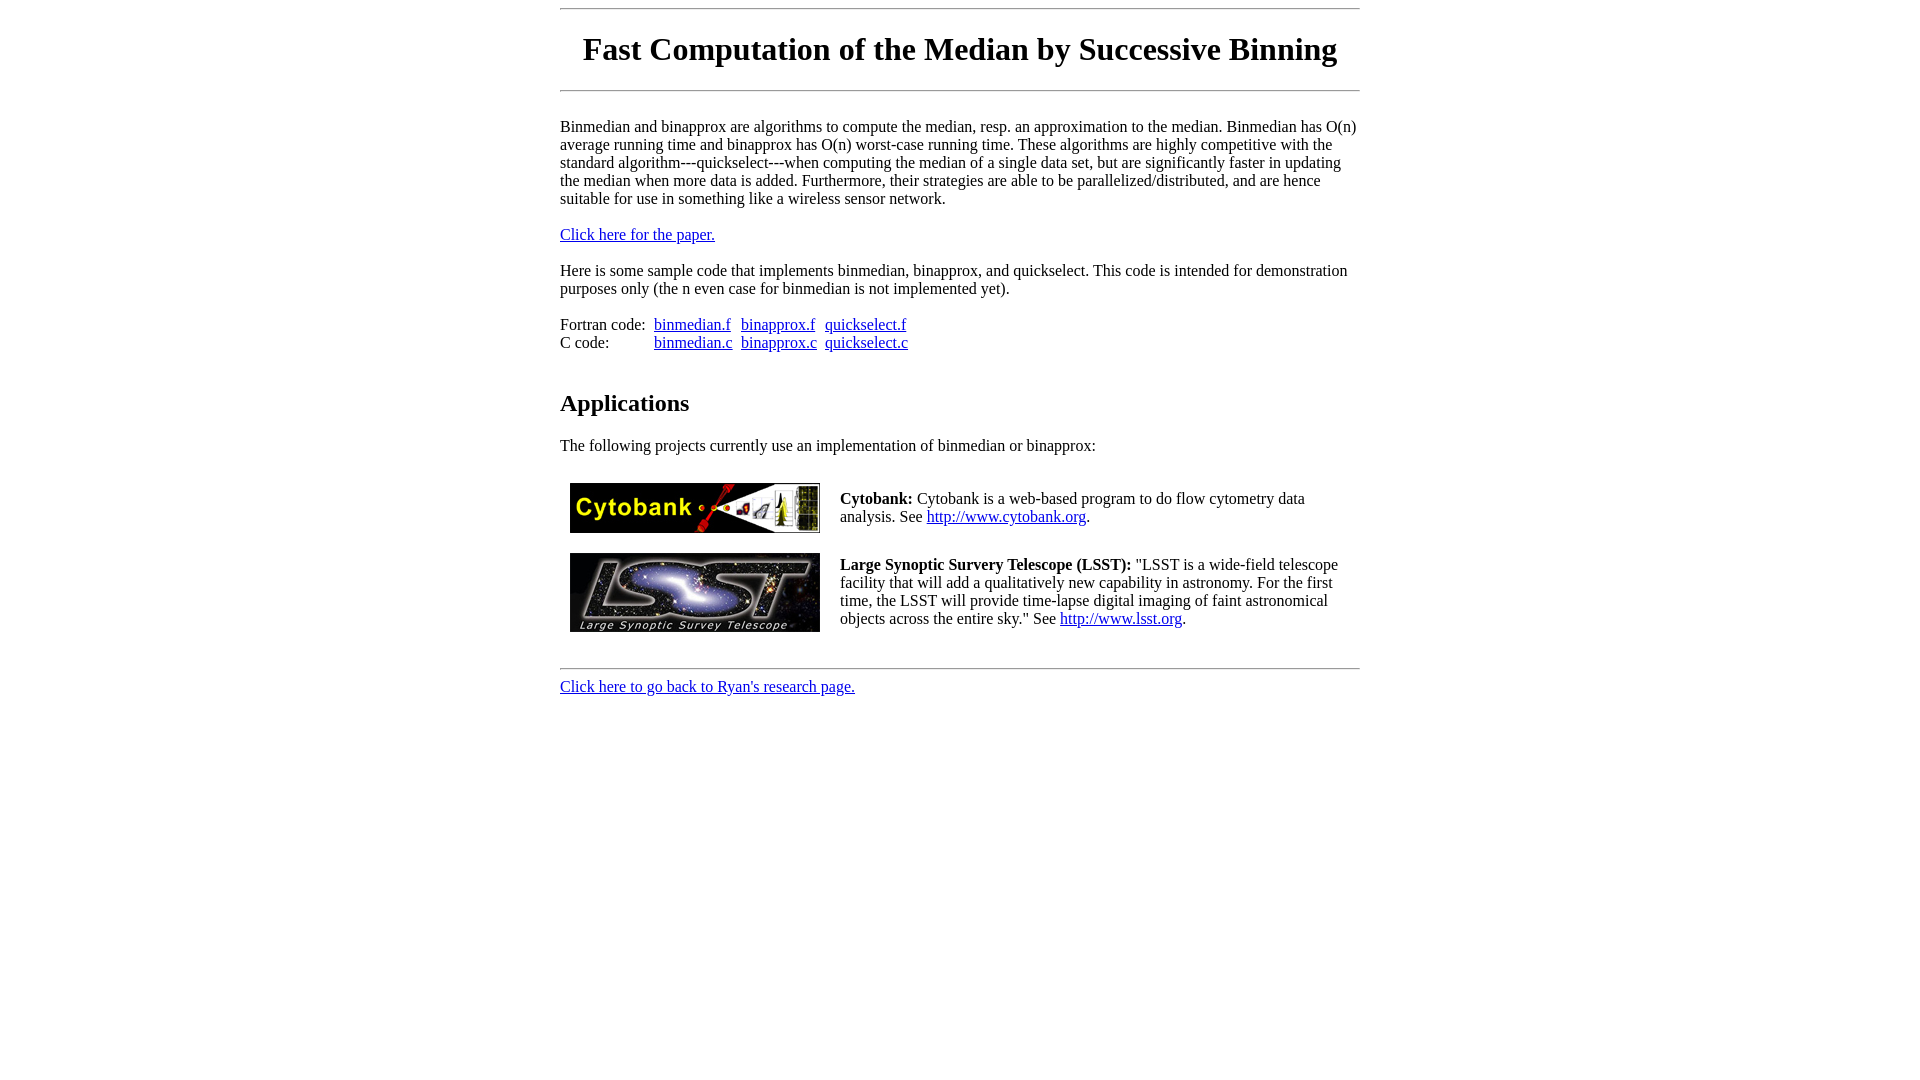 Fast Computation of the Median by Successive Binning
Binmedian and binapprox are algorithms to compute the median, resp. an approximation to the median. Binmedian has O(n)
average running time and binapprox has O(n) worst-case running time. These algorithms are highly competitive with the
standard algorithm---quickselect---when computing the median of a single data set, but are significantly faster in updating
the median when more data is added. Furthermore, their strategies are able to be parallelized/distributed, and are hence
suitable for use in something like a wireless sensor network.
Click here for the paper.
Here is some sample code that implements binmedian, binapprox, and quickselect. This code is intended for demonstration
purposes only (the n even case for binmedian is not implemented yet).
Fortran code: binmedian.f binapprox.f quickselect.f
C code: binmedian.c binapprox.c quickselect.c
Applications
The following projects currently use an implementation of binmedian or binapprox:
Cytobank
Cytobank: Cytobank is a web-based program to do flow cytometry data
analysis. See http://www.cytobank.org.
LSST
Large Synoptic Survey Telescope
Large Synoptic Survery Telescope (LSST): "LSST is a wide-field telescope
facility that will add a qualitatively new capability in astronomy. For the first
time, the LSST will provide time-lapse digital imaging of faint astronomical
objects across the entire sky." See http://www.lsst.org.
Click here to go back to Ryan's research page.